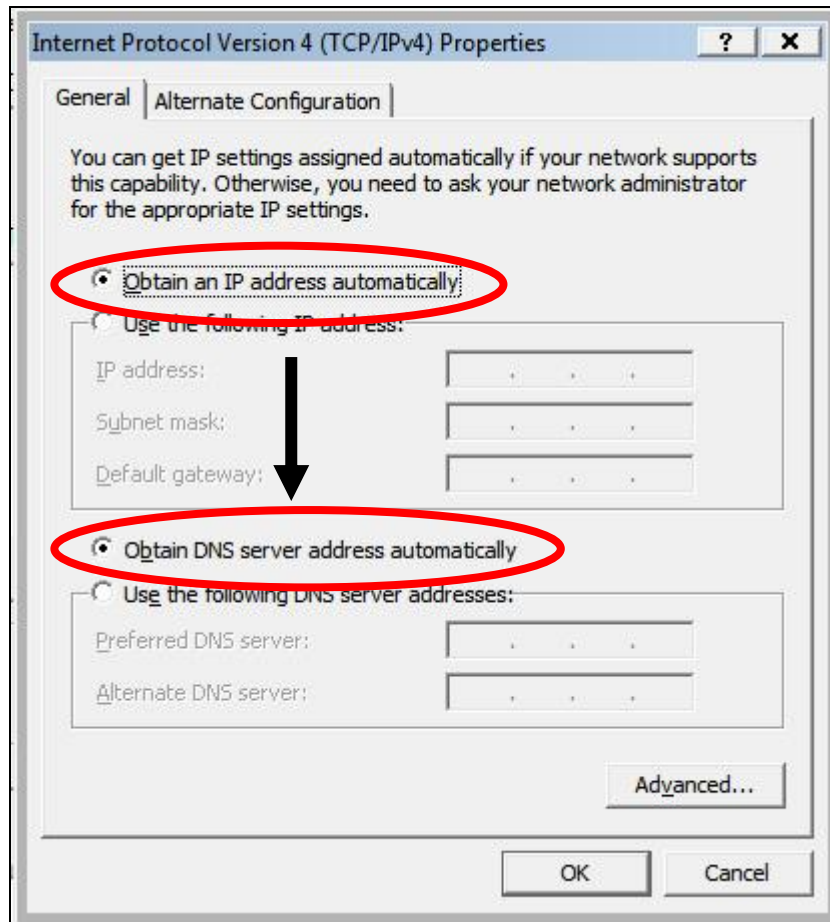 Internet Protocol Version 4 (TCP/IPv4) Properties
General
Alternate Configuration
You can get IP settings assigned automatically if your network supports
this capability. Otherwise, you need to ask your network administrator
for the appropriate IP settings.
Obtain an IP address automatically
Use the following IP address:
IP address:
Subnet mask:
Default gateway:
Obtain DNS server address automatically
Use the following DNS server addresses:
Preferred DNS server:
Alternate DNS server:
Advanced...
OK
Cancel